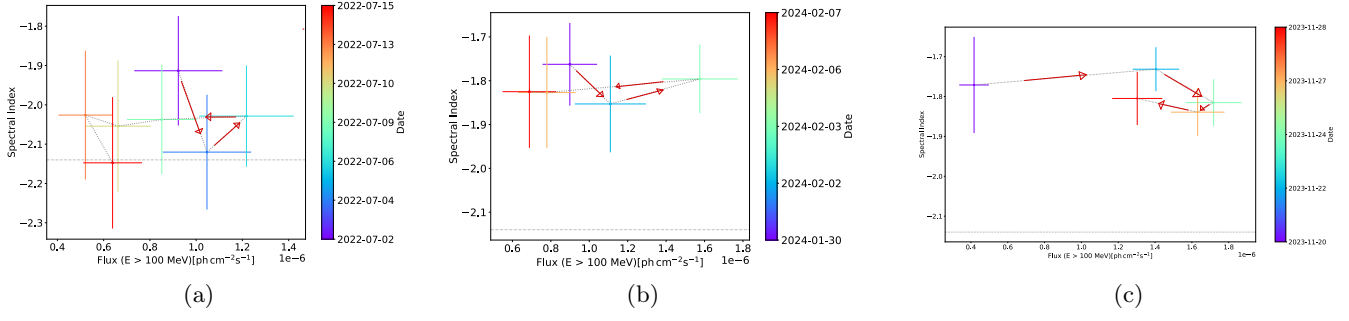 −1.8
−1.9
−2.0
−2.1
−2.2
−2.3
Spectral Index
0.4 0.6 0.8 1.0 1.2 1.4
1e−6
Flux (E > 100 MeV)[ph cm⁻²s⁻¹]
2022-07-15
2022-07-13
2022-07-10
2022-07-09
2022-07-06
2022-07-04
2022-07-02
Date
(a)
−1.6
−1.7
−1.8
−1.9
−2.0
−2.1
Spectral Index
0.6 0.8 1.0 1.2 1.4 1.6 1.8
1e−6
Flux (E > 100 MeV)[ph cm⁻²s⁻¹]
2024-02-07
2024-02-06
2024-02-03
2024-02-02
2024-01-30
Date
(b)
−1.6
−1.7
−1.8
−1.9
−2.0
−2.1
Spectral Index
0.4 0.6 0.8 1.0 1.2 1.4 1.6 1.8
1e−6
Flux (E > 100 MeV)[ph cm⁻²s⁻¹]
2023-11-28
2023-11-27
2023-11-24
2023-11-22
2023-11-20
Date
(c)